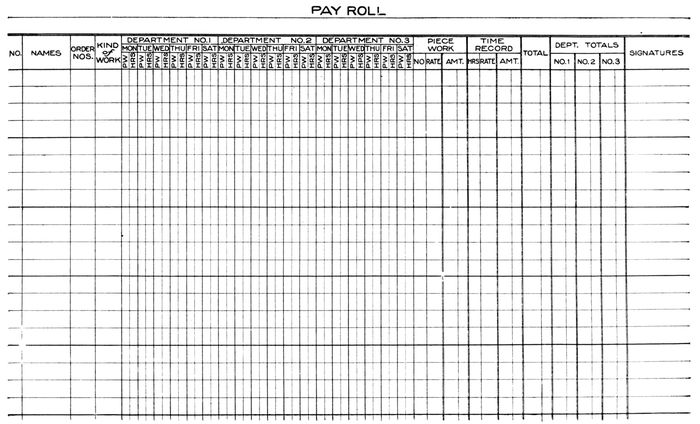 PAY ROLL
NO. NAMES ORDER NOS. KIND of WORK DEPARTMENT NO.1 DEPARTMENT NO.2 DEPARTMENT NO.3 PIECE WORK TIME RECORD TOTAL DEPT. TOTALS SIGNATURES
MON TUE WED THU FRI SAT MON TUE WED THU FRI SAT MON TUE WED THU FRI SAT
PW HRS PW HRS PW HRS PW HRS PW HRS PW HRS PW HRS PW HRS PW HRS PW HRS PW HRS PW HRS PW HRS PW HRS PW HRS PW HRS PW HRS PW HRS NO RATE AMT. HRS RATE AMT. NO.1 NO.2 NO.3